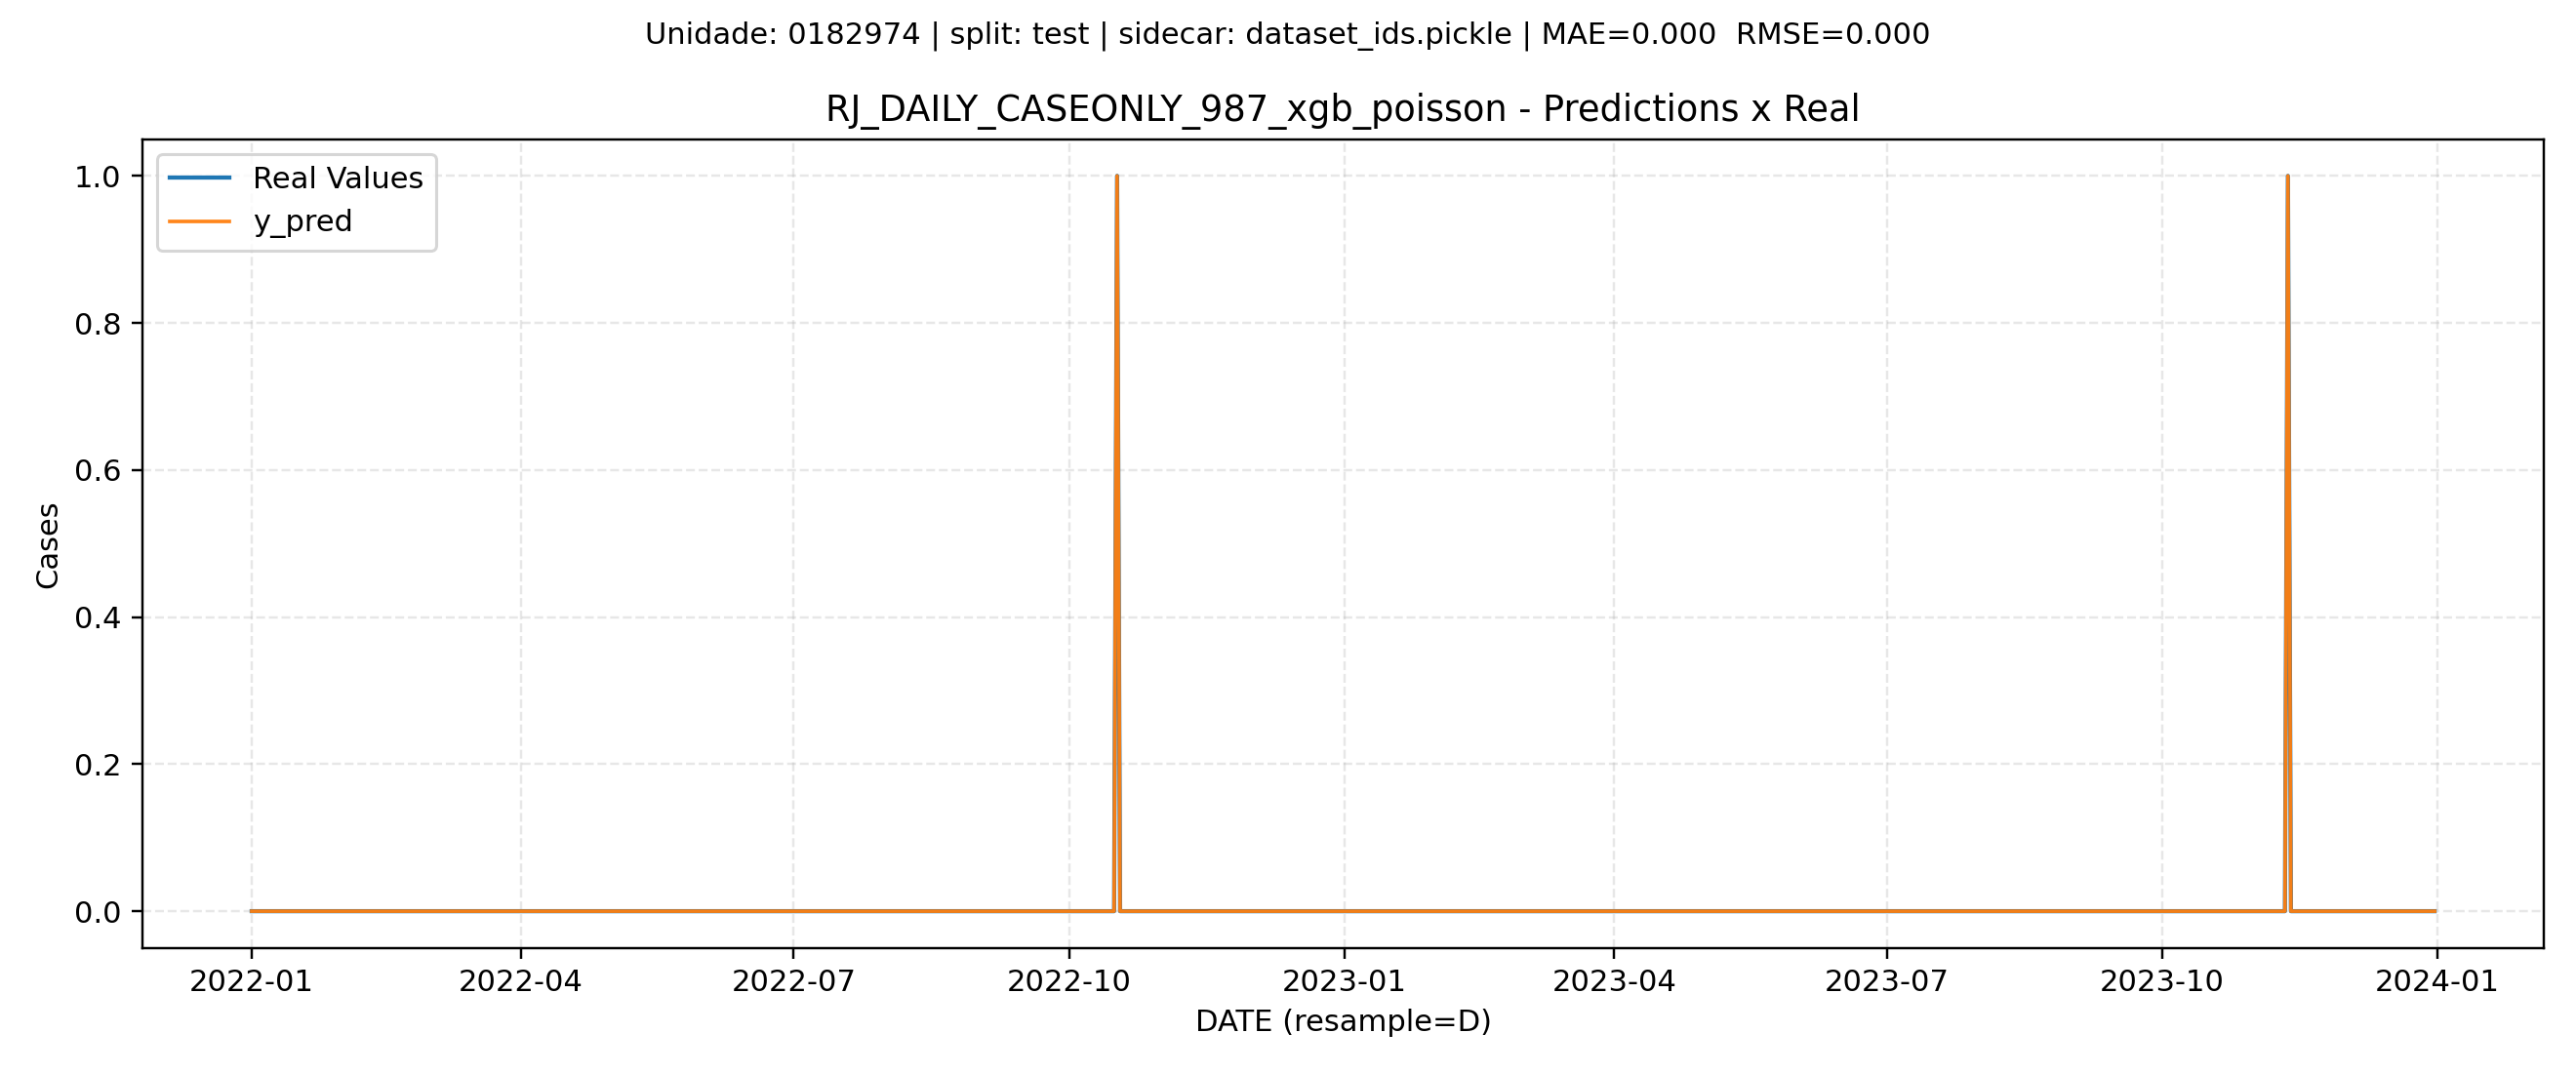 Unidade: 0182974 | split: test | sidecar: dataset_ids.pickle | MAE=0.000  RMSE=0.000
RJ_DAILY_CASEONLY_987_xgb_poisson - Predictions x Real
Real Values
y_pred
1.0
0.8
0.6
0.4
0.2
0.0
Cases
2022-01 2022-04 2022-07 2022-10 2023-01 2023-04 2023-07 2023-10 2024-01
DATE (resample=D)